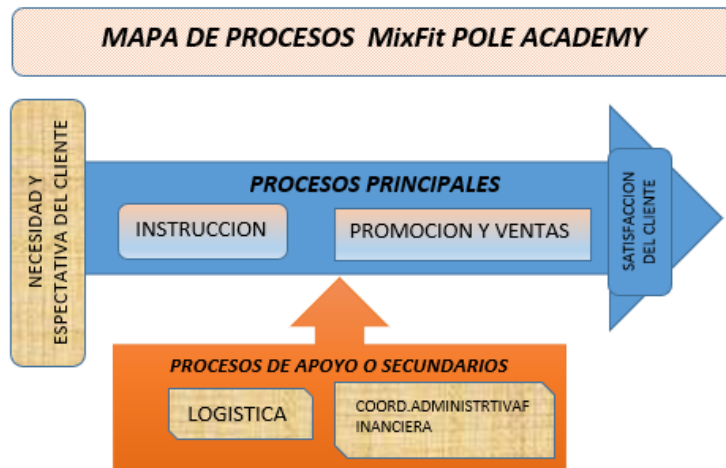 MAPA DE PROCESOS MixFit POLE ACADEMY
NECESIDAD Y
ESPECTATIVA DEL CLIENTE
PROCESOS PRINCIPALES
INSTRUCCION
PROMOCION Y VENTAS
SATISFACCION
DEL CLIENTE
PROCESOS DE APOYO O SECUNDARIOS
LOGISTICA
COORD.ADMINISTRTIVAF
INANCIERA